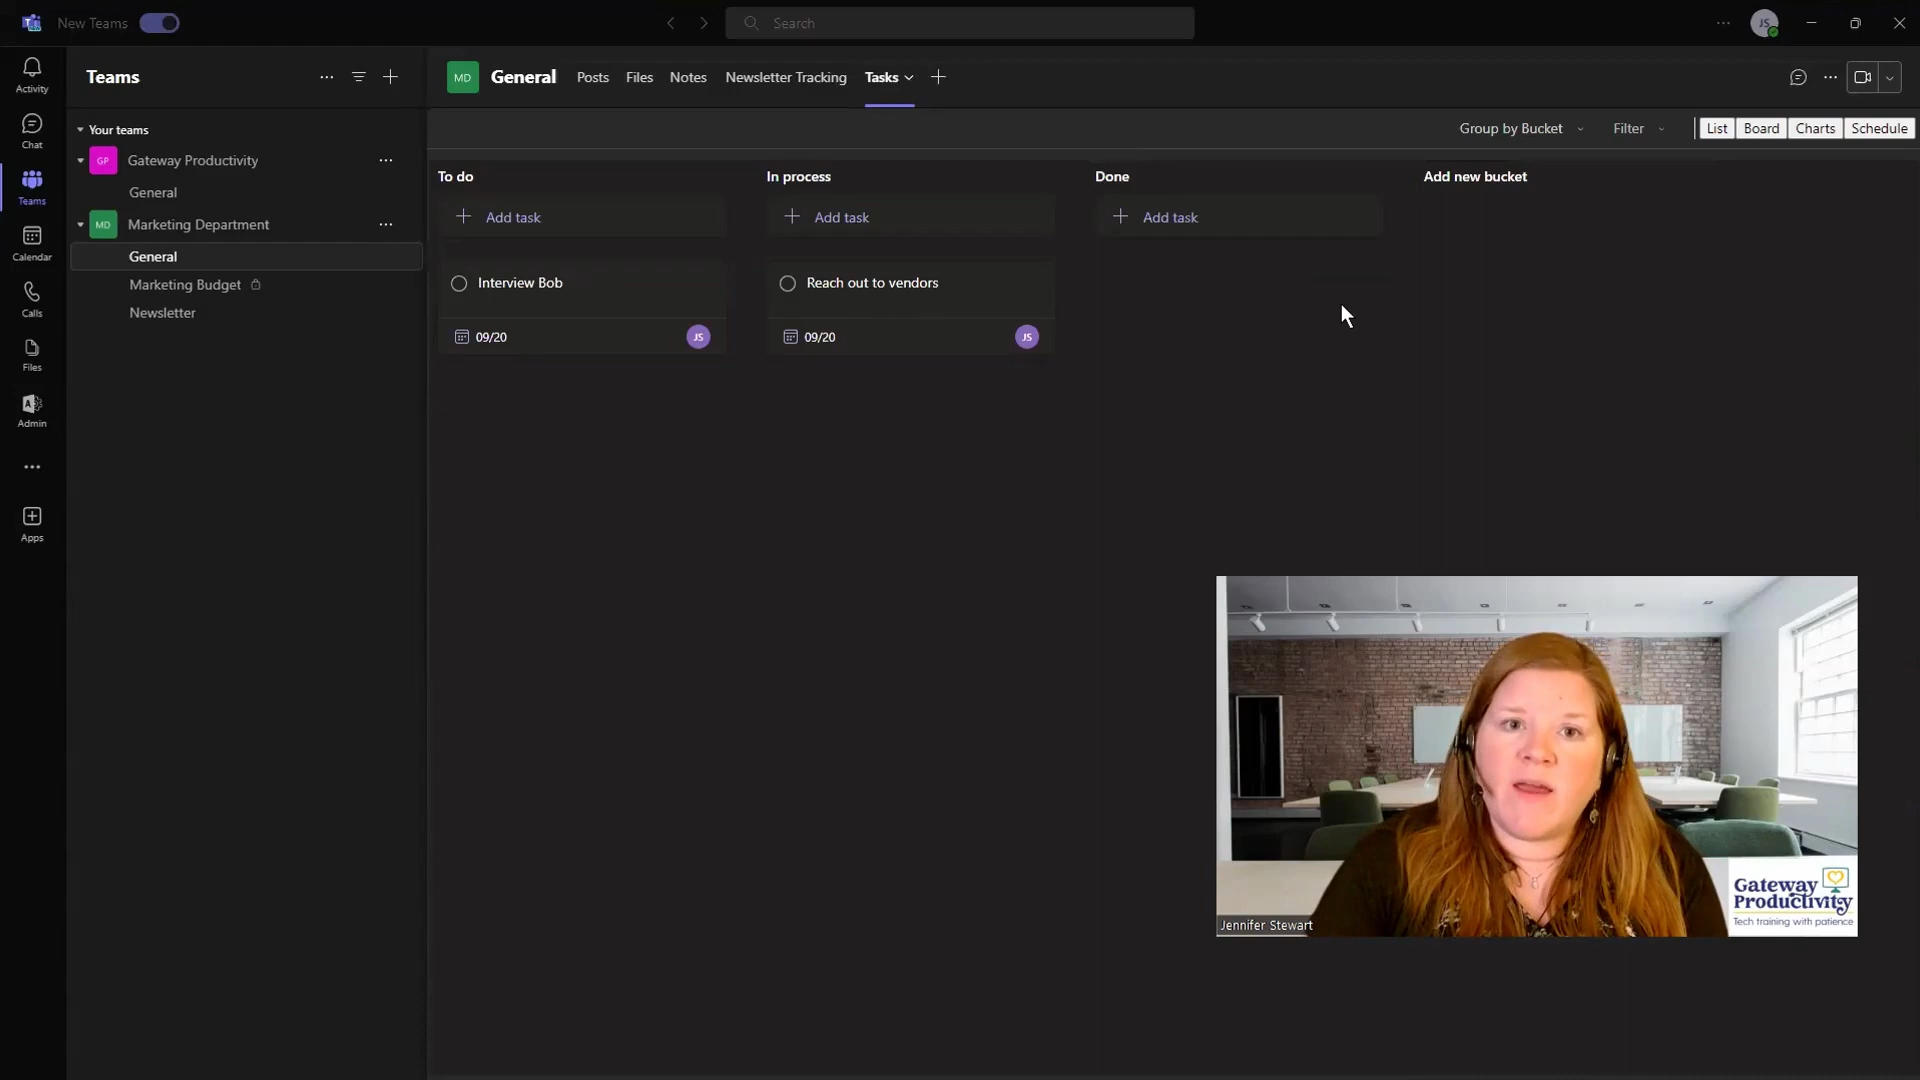 New Teams
Search
JS
Activity
Chat
Teams
Calendar
Calls
Files
Admin
Apps
Teams
Your teams
GP Gateway Productivity
General
MD Marketing Department
General
Marketing Budget
Newsletter
MD General Posts Files Notes Newsletter Tracking Tasks
Group by Bucket Filter List Board Charts Schedule
To do In process Done Add new bucket
Add task Add task Add task
Interview Bob Reach out to vendors
09/20 JS 09/20 JS
Jennifer Stewart
Gateway
Productivity
Tech training with patience